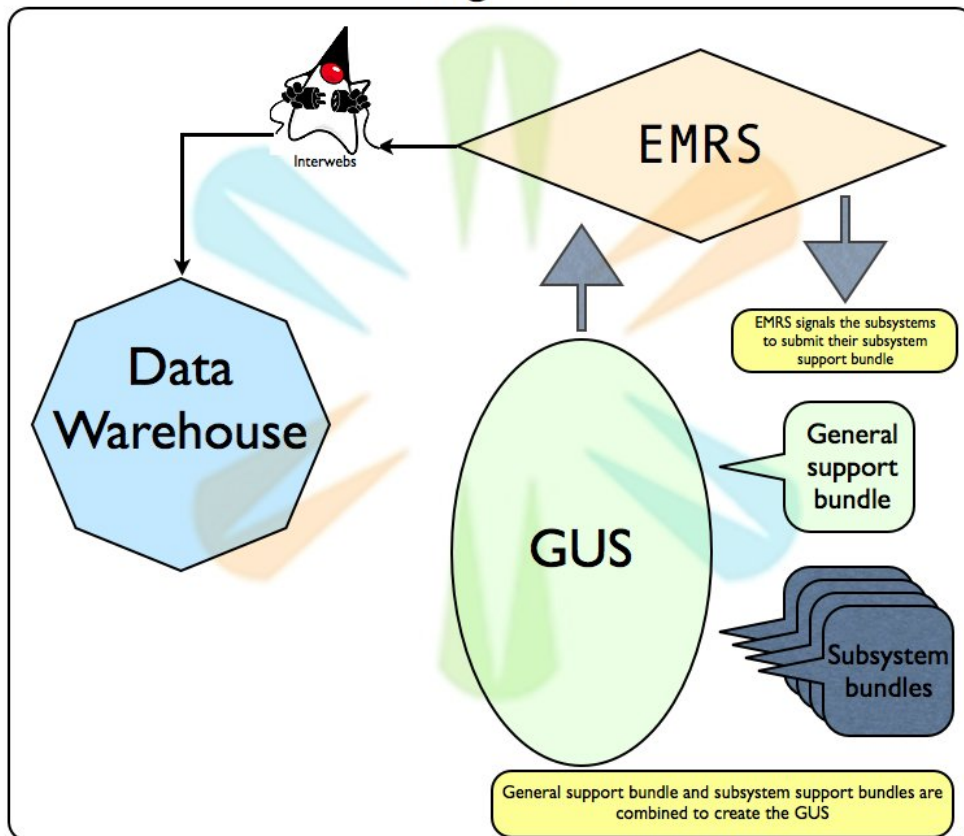 EMRS
Interwebs
EMRS signals the subsystems
to submit their subsystem
support bundle
Data
Warehouse
General
support
bundle
GUS
Subsystem
bundles
General support bundle and subsystem support bundles are
combined to create the GUS